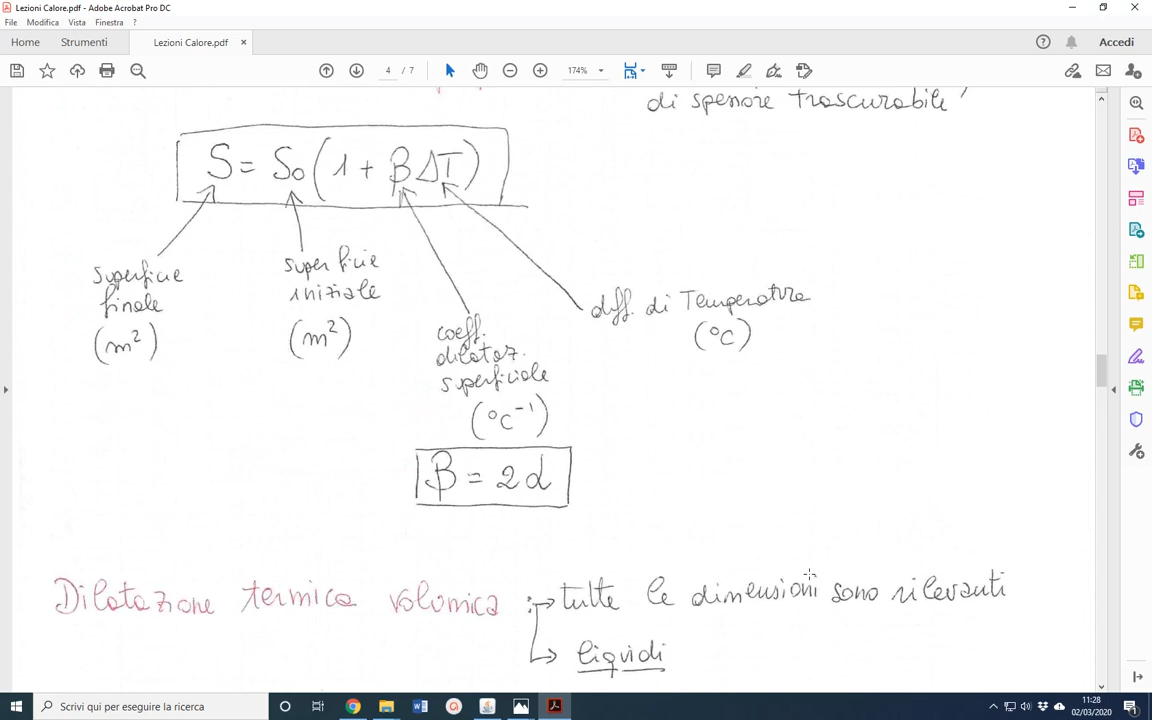 Lezioni Calore.pdf - Adobe Acrobat Pro DC
File Modifica Vista Finestra ?
Home Strumenti Lezioni Calore.pdf × Accedi
4 / 7 174%
di spessore trascurabile
S = S₀ (1 + β ΔT)
superficie
finale
(m²)
superficie
iniziale
(m²)
coeff.
dilataz.
superficiale
(°C⁻¹)
diff. di Temperatura
(°C)
β = 2α
Dilatazione termica volumica : → tutte le dimensioni sono rilevanti
→ liquidi
Scrivi qui per eseguire la ricerca
11:28
02/03/2020
1